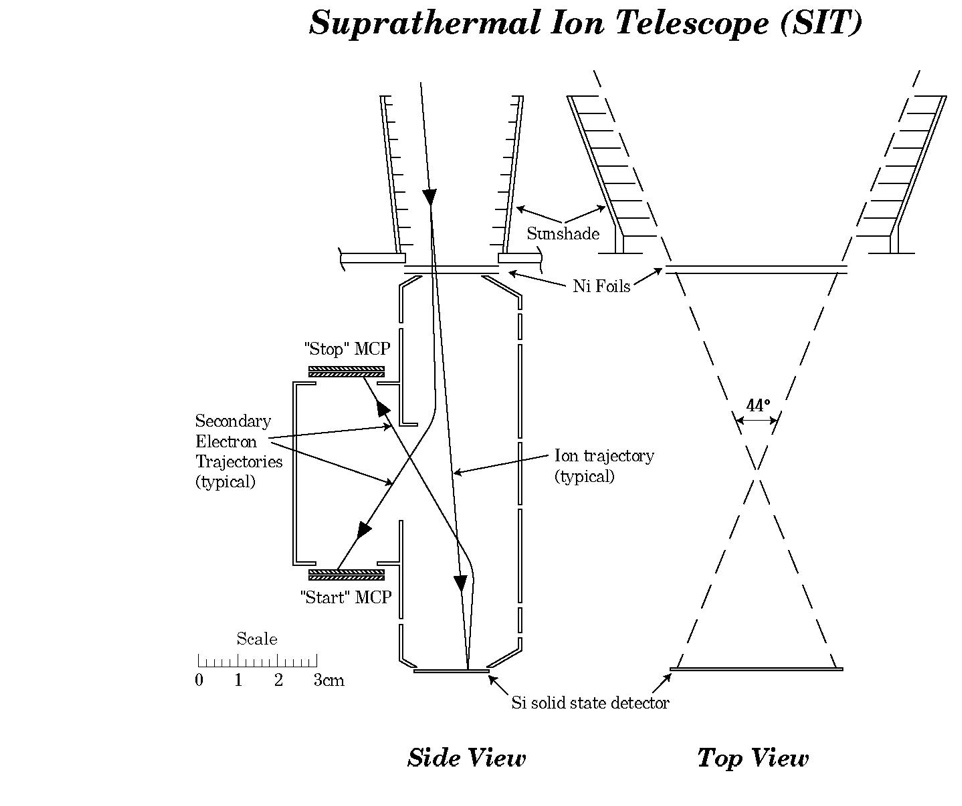 Suprathermal Ion Telescope (SIT)
Sunshade
Ni Foils
"Stop" MCP
44°
Secondary
Electron
Trajectories
(typical)
Ion trajectory
(typical)
"Start" MCP
Scale
0 1 2 3cm
Si solid state detector
Side View
Top View